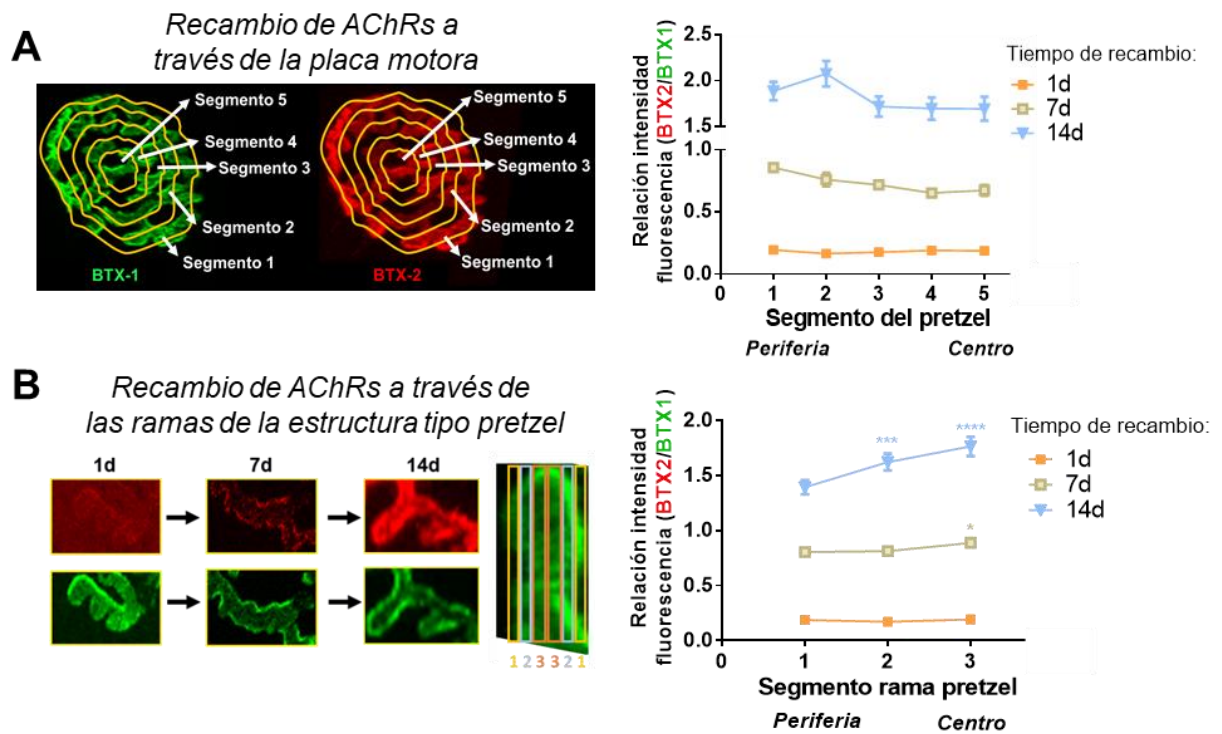 A
Recambio de AChRs a
través de la placa motora
Segmento 5
Segmento 4
Segmento 3
Segmento 2
Segmento 1
BTX-1
Segmento 5
Segmento 4
Segmento 3
Segmento 2
Segmento 1
BTX-2
Relación intensidad
fluorescencia (BTX2/BTX1)
2.5
2.0
1.5
1.0
0.5
0.0
0 1 2 3 4 5
Segmento del pretzel
Periferia Centro
Tiempo de recambio:
1d
7d
14d
B
Recambio de AChRs a través de
las ramas de la estructura tipo pretzel
1d 7d 14d
1 2 3 3 2 1
Relación intensidad
fluorescencia (BTX2/BTX1)
2.0
1.5
1.0
0.5
0.0
*** ****
*
0 1 2 3
Segmento rama pretzel
Periferia Centro
Tiempo de recambio:
1d
7d
14d